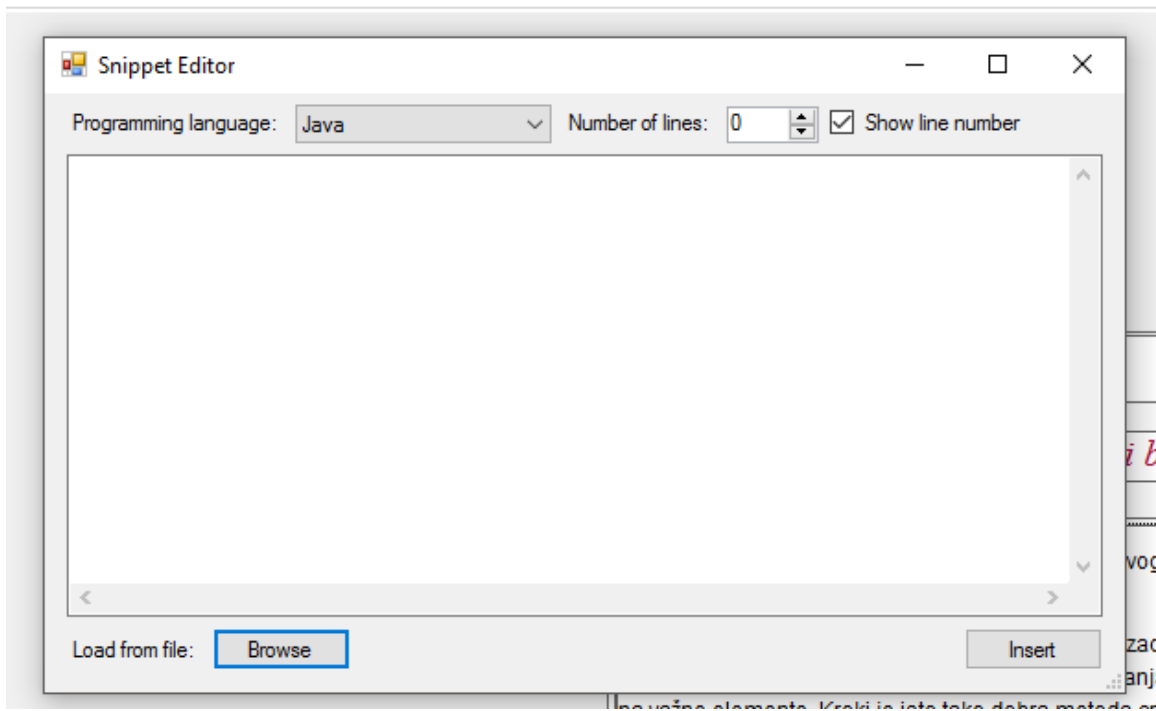 Snippet Editor
Programming language: Java Number of lines: 0 Show line number
i b
vog
Load from file: Browse Insert
zad
anj